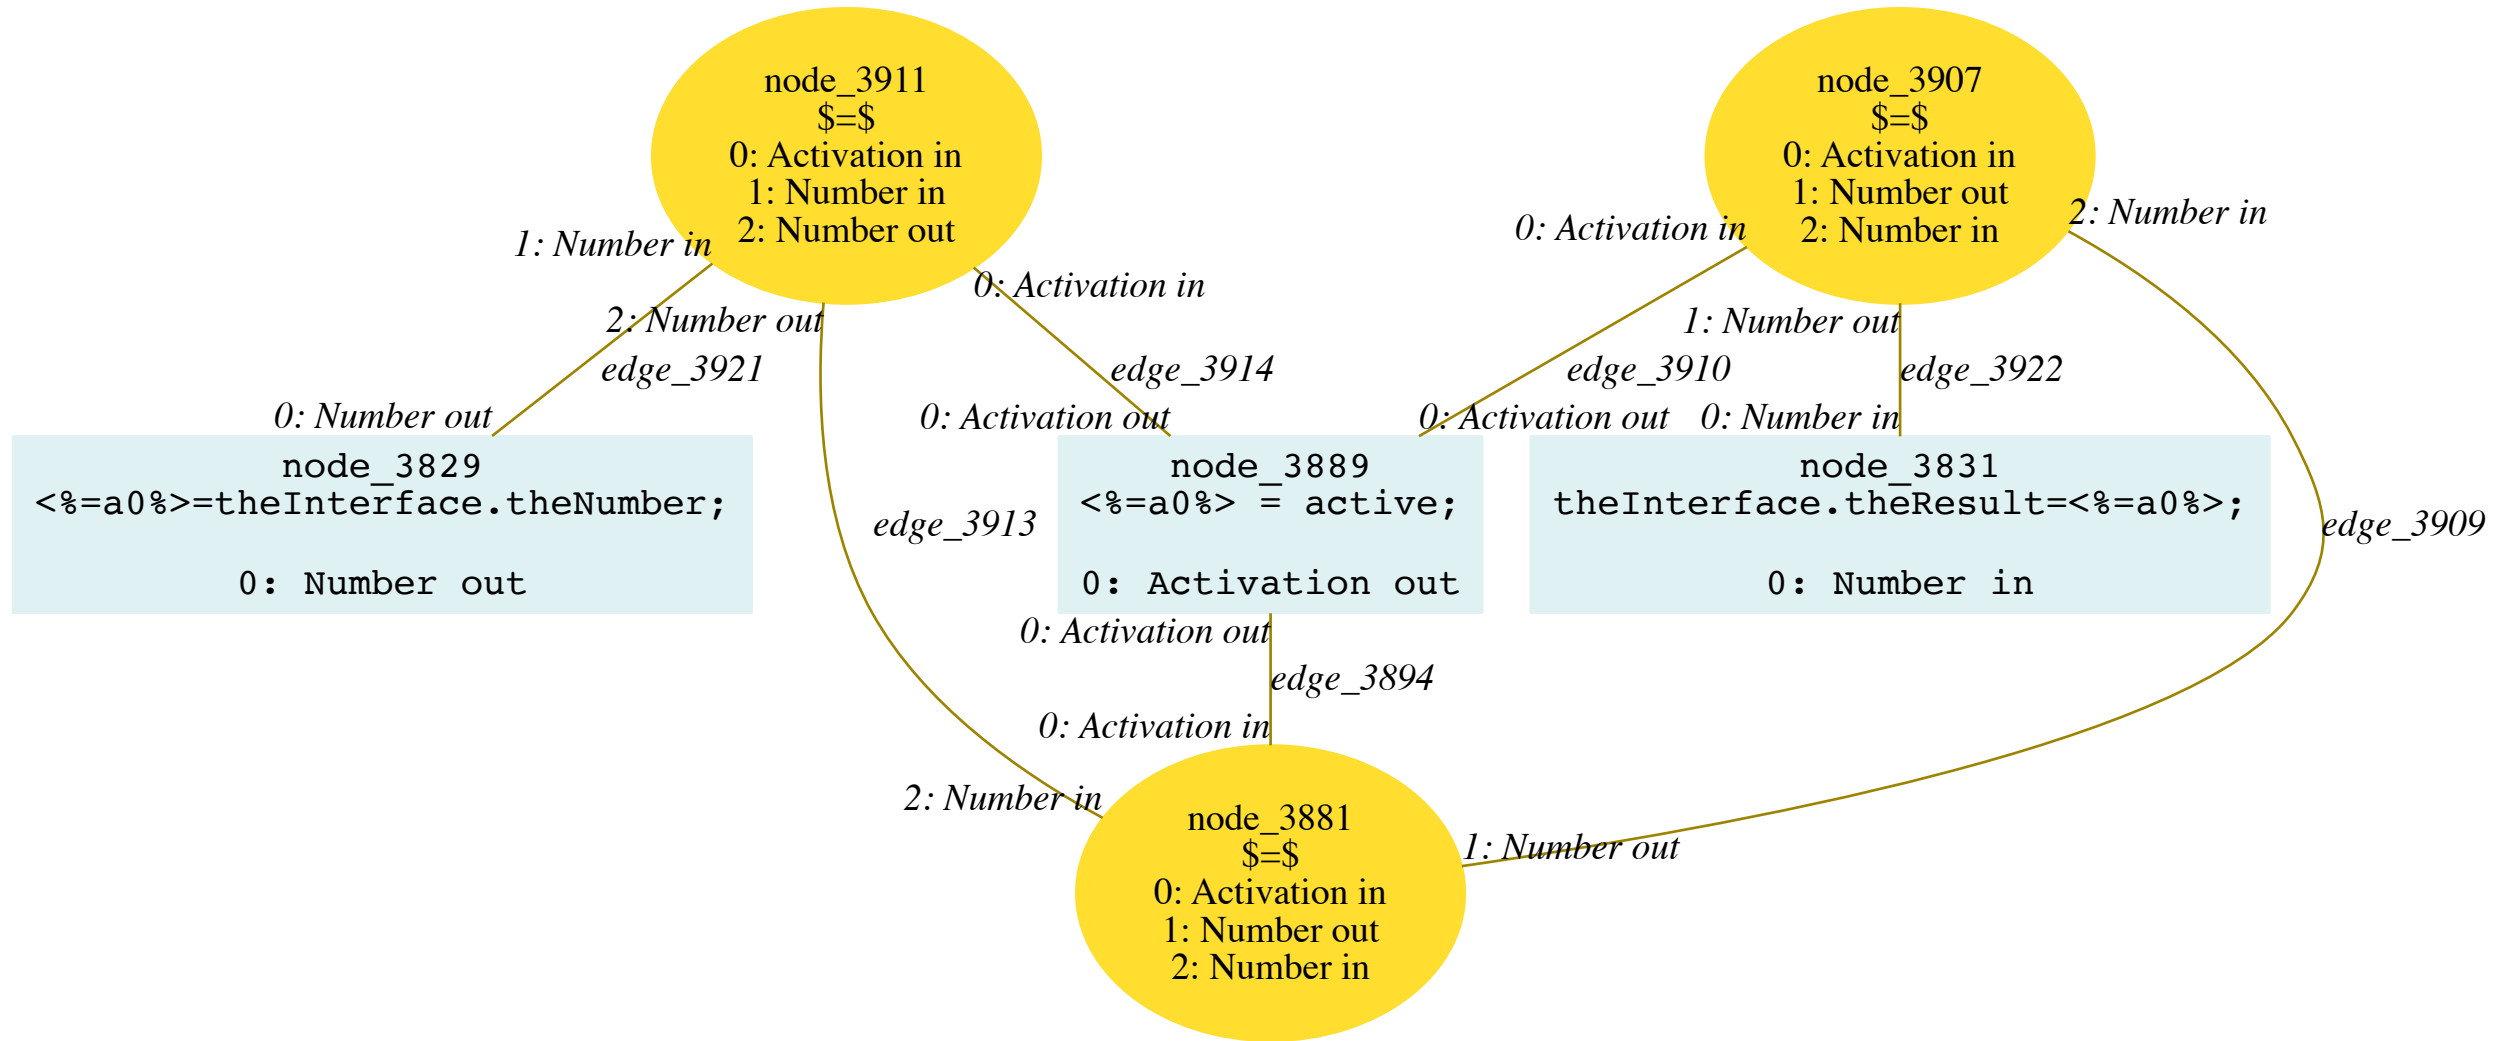 node_3911
$=$
0: Activation in
1: Number in
2: Number out
node_3907
$=$
0: Activation in
1: Number out
2: Number in
1: Number in
2: Number out
0: Activation in
0: Activation in
1: Number out
2: Number in
edge_3921
edge_3914
edge_3910
edge_3922
0: Number out
0: Activation out
0: Activation out
0: Number in
node_3829
<%=a0%>=theInterface.theNumber;
0: Number out
edge_3913
node_3889
<%=a0%> = active;
0: Activation out
node_3831
theInterface.theResult=<%=a0%>;
0: Number in
edge_3909
0: Activation out
edge_3894
0: Activation in
2: Number in
1: Number out
node_3881
$=$
0: Activation in
1: Number out
2: Number in